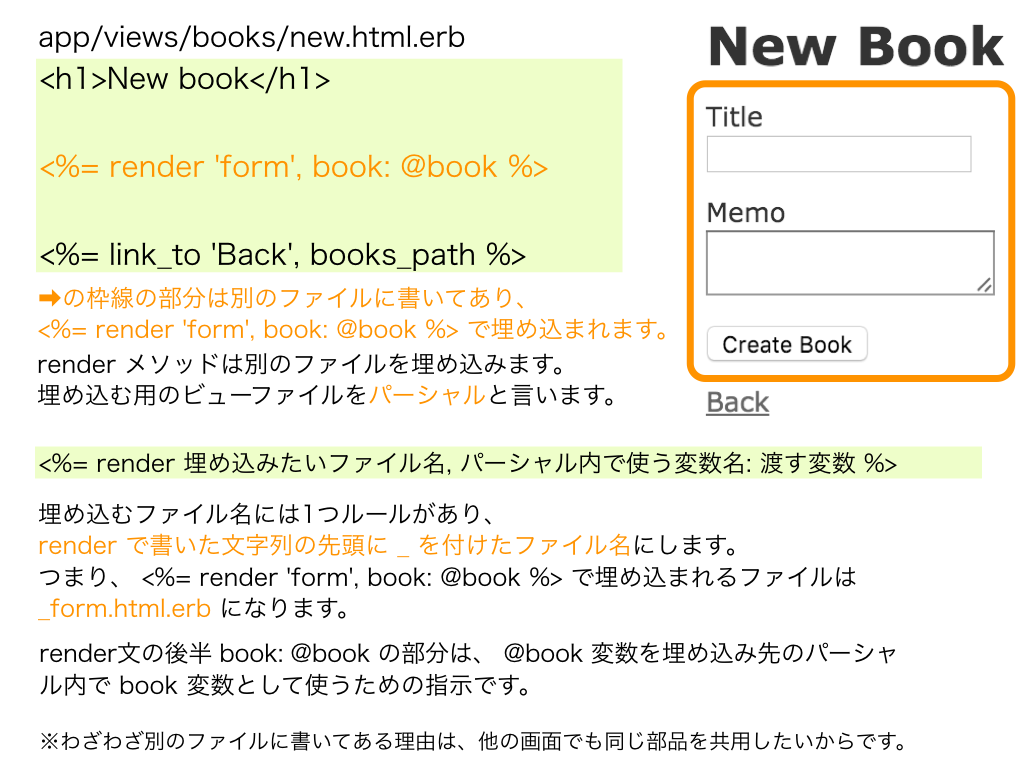 app/views/books/new.html.erb
<h1>New book</h1>
<%= render 'form', book: @book %>
<%= link_to 'Back', books_path %>
➡の枠線の部分は別のファイルに書いてあり、
<%= render 'form', book: @book %> で埋め込まれます。
render メソッドは別のファイルを埋め込みます。
埋め込む用のビューファイルをパーシャルと言います。
New Book
Title
Memo
Create Book
Back
<%= render 埋め込みたいファイル名, パーシャル内で使う変数名: 渡す変数 %>
埋め込むファイル名には1つルールがあり、
render で書いた文字列の先頭に _ を付けたファイル名にします。
つまり、 <%= render 'form', book: @book %> で埋め込まれるファイルは
_form.html.erb になります。
render文の後半 book: @book の部分は、 @book 変数を埋め込み先のパーシャ
ル内で book 変数として使うための指示です。
※わざわざ別のファイルに書いてある理由は、他の画面でも同じ部品を共用したいからです。